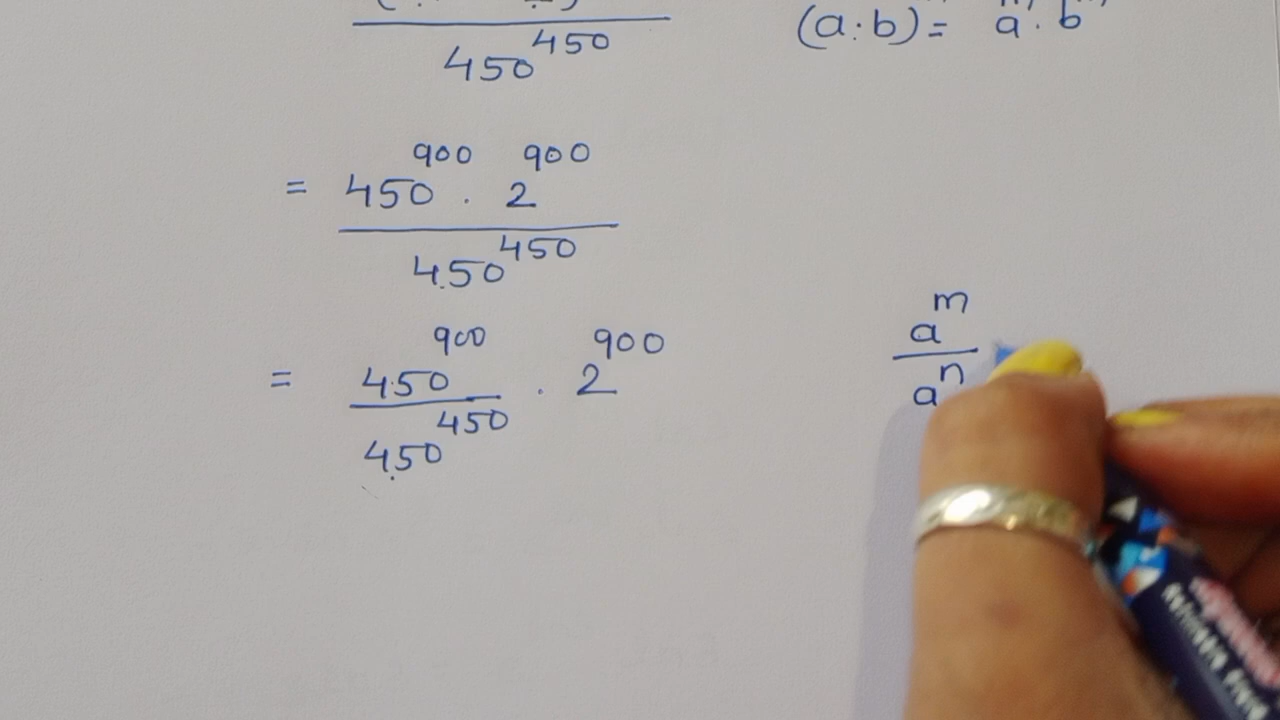 450^450
(a.b) = a . b
= 450^900 . 2^900
450^450
= 450^900 / 450^450 . 2^900
a^m
a^n